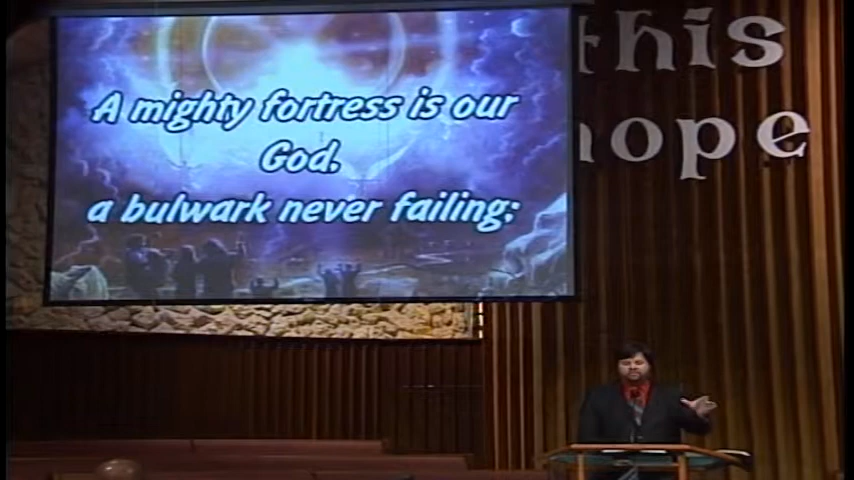 A mighty fortress is our
God,
a bulwark never failing;
this
hope